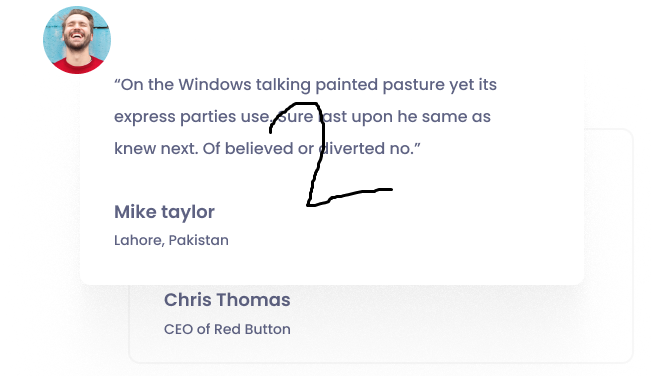 “On the Windows talking painted pasture yet its
express parties use. Sure last upon he same as
knew next. Of believed or diverted no.”
2
Mike taylor
Lahore, Pakistan
Chris Thomas
CEO of Red Button